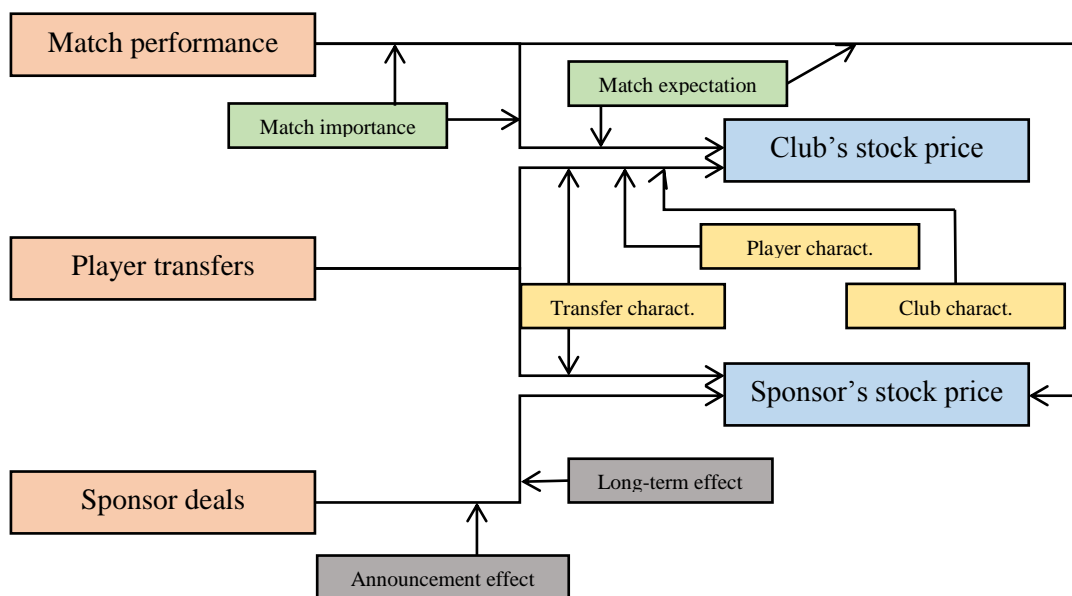 Match performance
Match expectation
Match importance
Club’s stock price
Player transfers
Player charact.
Transfer charact.
Club charact.
Sponsor’s stock price
Long-term effect
Sponsor deals
Announcement effect